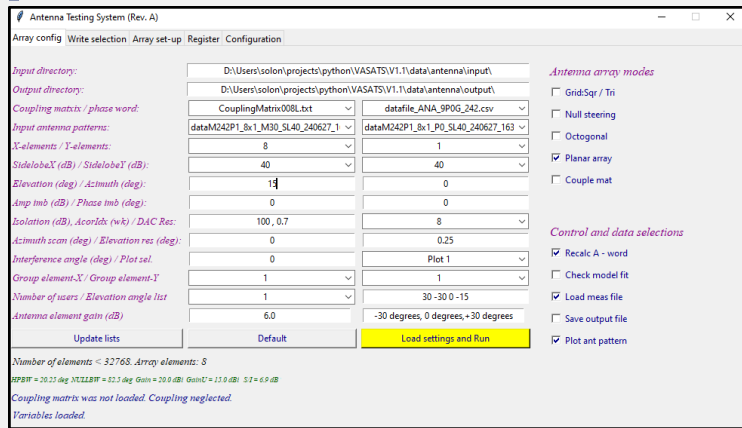 Antenna Testing System (Rev. A)
Array config Write selection Array set-up Register Configuration
Input directory: D:\Users\solon\projects\python\VASATS\V1.1\data\antenna\input\
Output directory: D:\Users\solon\projects\python\VASATS\V1.1\data\antenna\output\
Coupling matxix / phase word: CouplingMatrix008L.txt datafile_ANA_9P0G_242.csv
Input antenna patterns: dataM242P1_8x1_M30_SL40_240627_1 dataM242P1_8x1_P0_SL40_240627_163
X-elements / Y-elements: 8 1
SidelobeX (dB) / SidelobeY (dB): 40 40
Elevation (deg) / Azimuth (deg): 15 0
Amp imb (dB) / Phase imb (deg): 0 0
Isolation (dB), AcorIdx (wk) / DAC Res: 100 , 0.7 8
Azimuth scan (deg) / Elevation res (deg): 0 0.25
Interference angle (deg) / Plot sel. 0 Plot 1
Group element-X / Group element-Y 1 1
Number of users / Elevation angle list 1 30 -30 0 -15
Antenna element gain (dB) 6.0 -30 degrees, 0 degrees,+30 degrees
Update lists Default Load settings and Run
Number of elements < 32768. Array elements: 8
HPBW = 20.25 deg NULLBW = 82.5 deg Gain = 20.0 dBi GainU = 15.0 dBi S/I = 6.9 dB
Coupling matrix was not loaded. Coupling neglected.
Variables loaded.
Antenna array modes
Grid:Sqr / Tri
Null steering
Octogonal
Planar array
Couple mat
Control and data selections
Recalc A - word
Check model fit
Load meas file
Save output file
Plot ant pattern